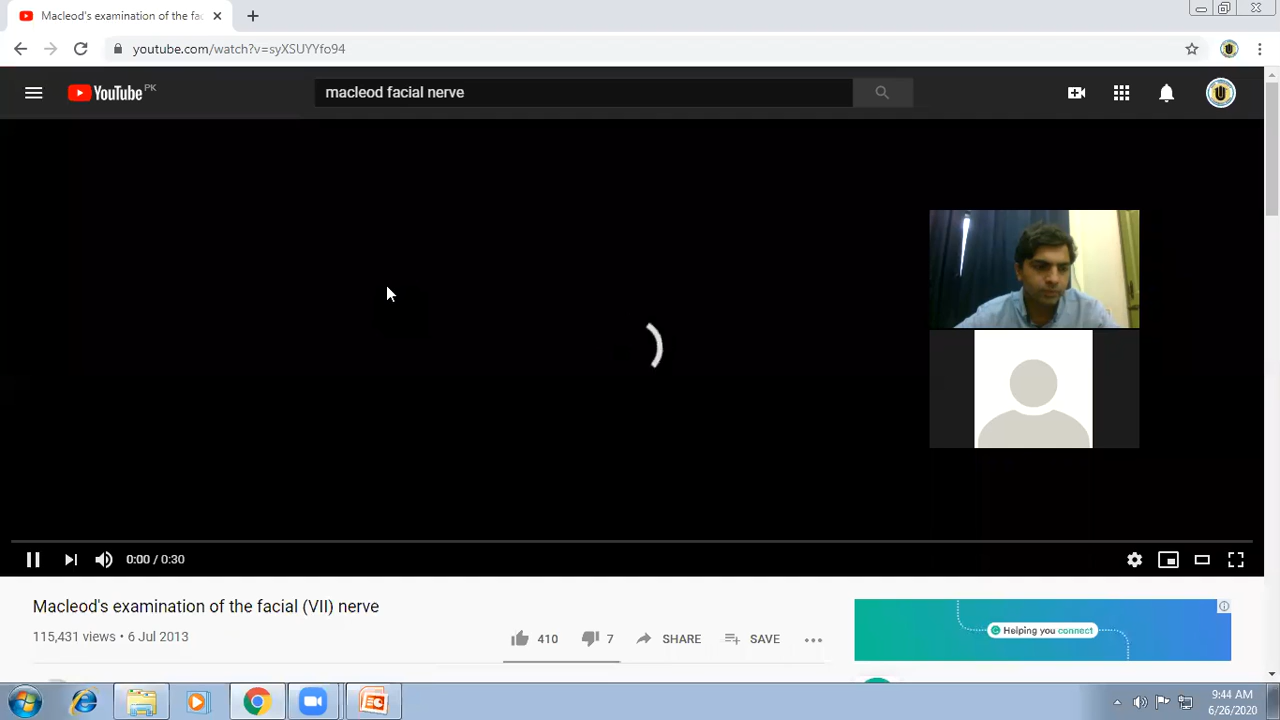 Macleod's examination of the fa
youtube.com/watch?v=syXSUYYfo94
YouTube PK
macleod facial nerve
0:00 / 0:30
Macleod's examination of the facial (VII) nerve
115,431 views • 6 Jul 2013
410
7
SHARE
SAVE
Helping you connect
9:44 AM
6/26/2020